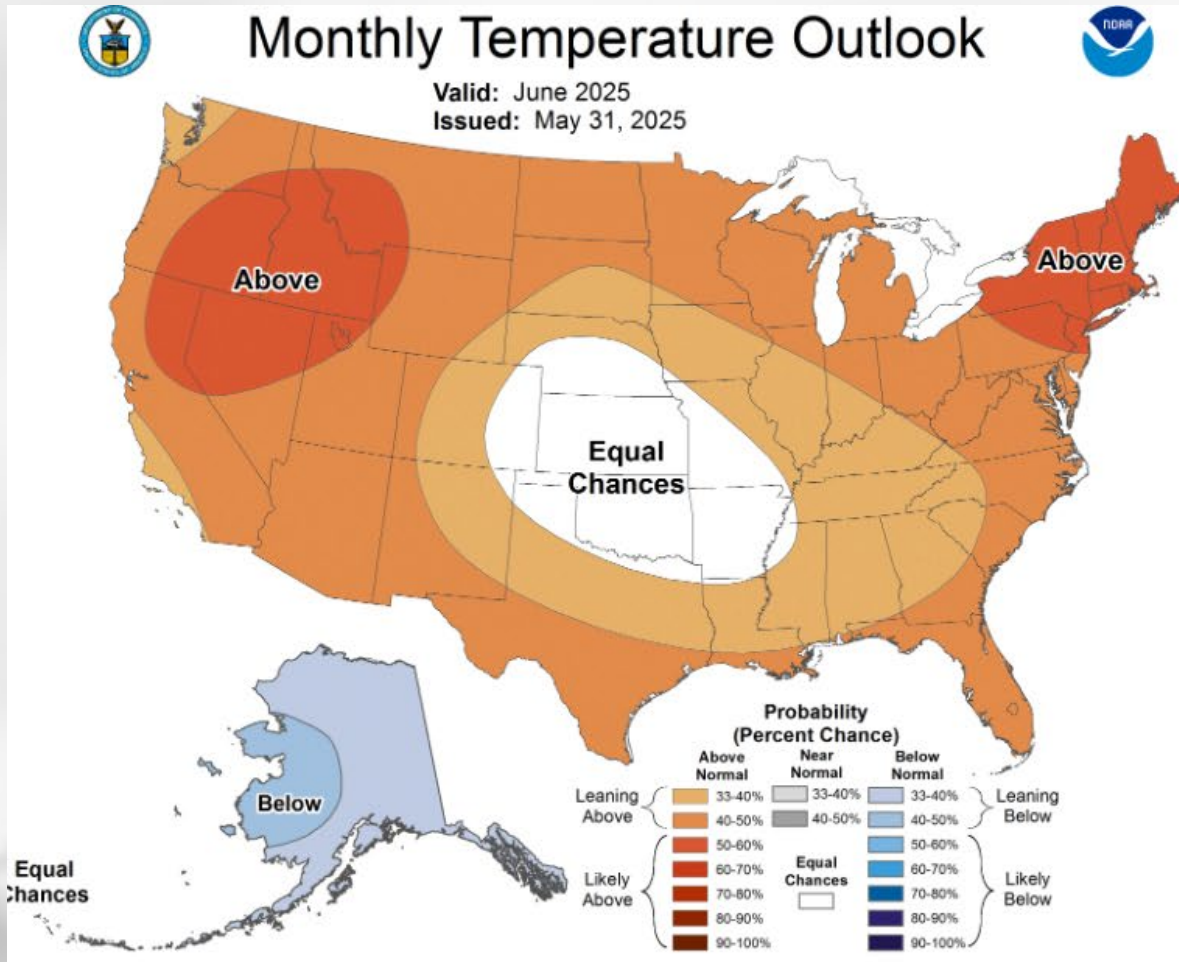 Monthly Temperature Outlook
NOAA
Valid: June 2025
Issued: May 31, 2025
Above
Above
Equal
Chances
Below
Equal
Chances
Probability
(Percent Chance)
Above
Normal
Near
Normal
Below
Normal
Leaning
Above
33-40%
33-40%
33-40%
Leaning
Below
40-50%
40-50%
40-50%
Likely
Above
50-60%
50-60%
Likely
Below
60-70%
60-70%
Equal
Chances
70-80%
70-80%
80-90%
80-90%
90-100%
90-100%